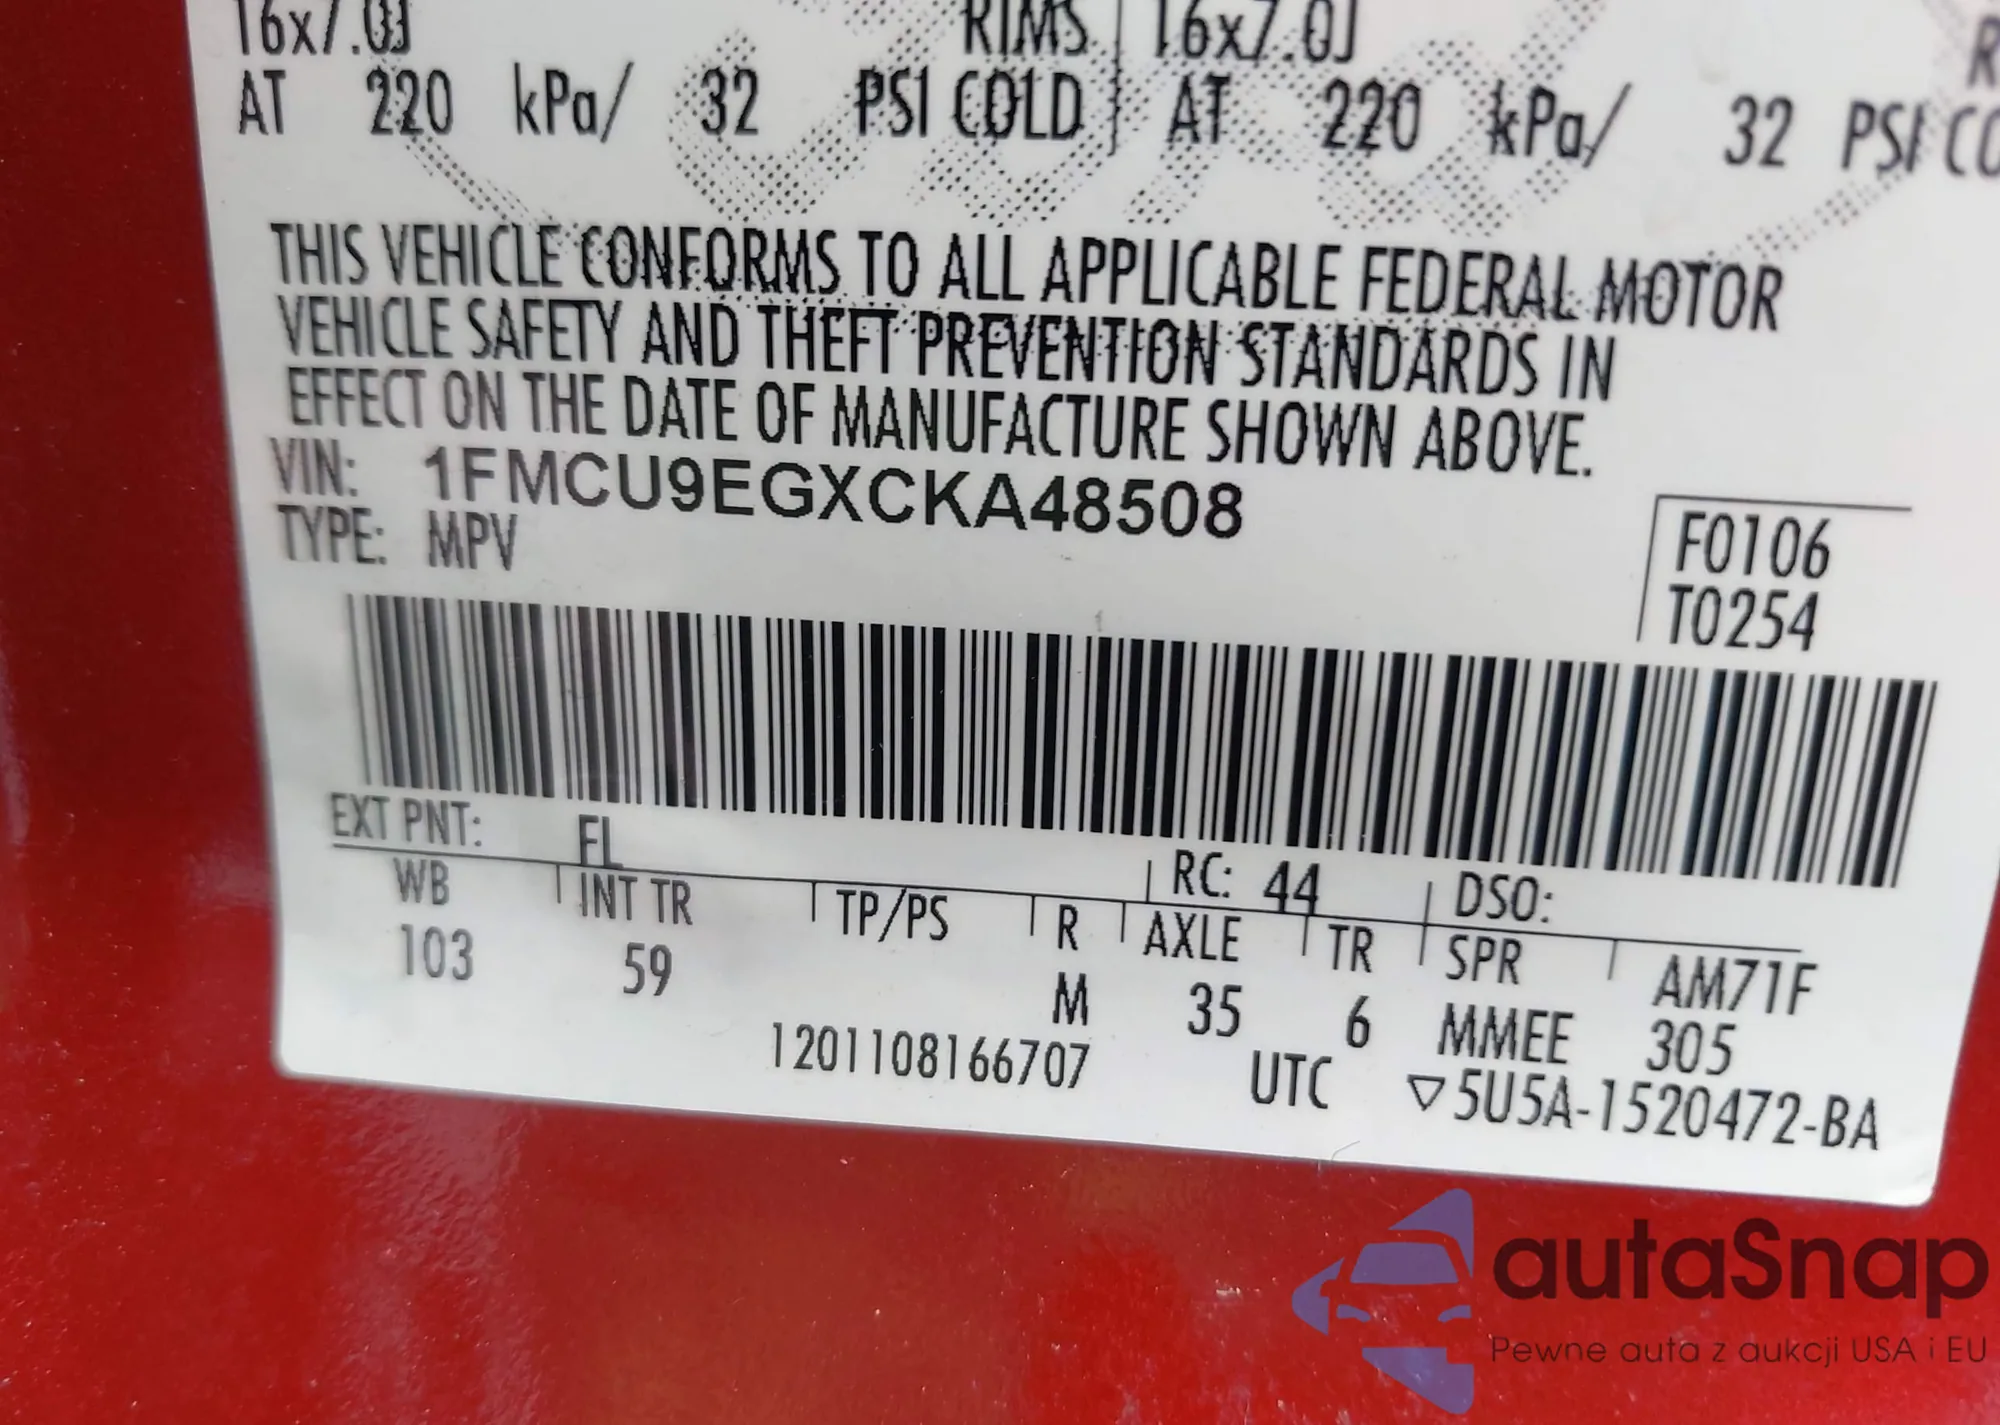 16x7.0J RIMS 16x7.0J R
AT 220 kPa/ 32 PSI COLD AT 220 kPa/ 32 PSI CO
THIS VEHICLE CONFORMS TO ALL APPLICABLE FEDERAL MOTOR
VEHICLE SAFETY AND THEFT PREVENTION STANDARDS IN
EFFECT ON THE DATE OF MANUFACTURE SHOWN ABOVE.
VIN: 1FMCU9EGXCKA48508
TYPE: MPV
F0106
T0254
EXT PNT: FL RC: 44 DSO:
WB INT TR TP/PS R AXLE TR SPR AM71F
103 59 M 35 6 MMEE 305
1201108166707 UTC ▽5U5A-1520472-BA
autoSnap
Pewne auta z aukcji USA i EU